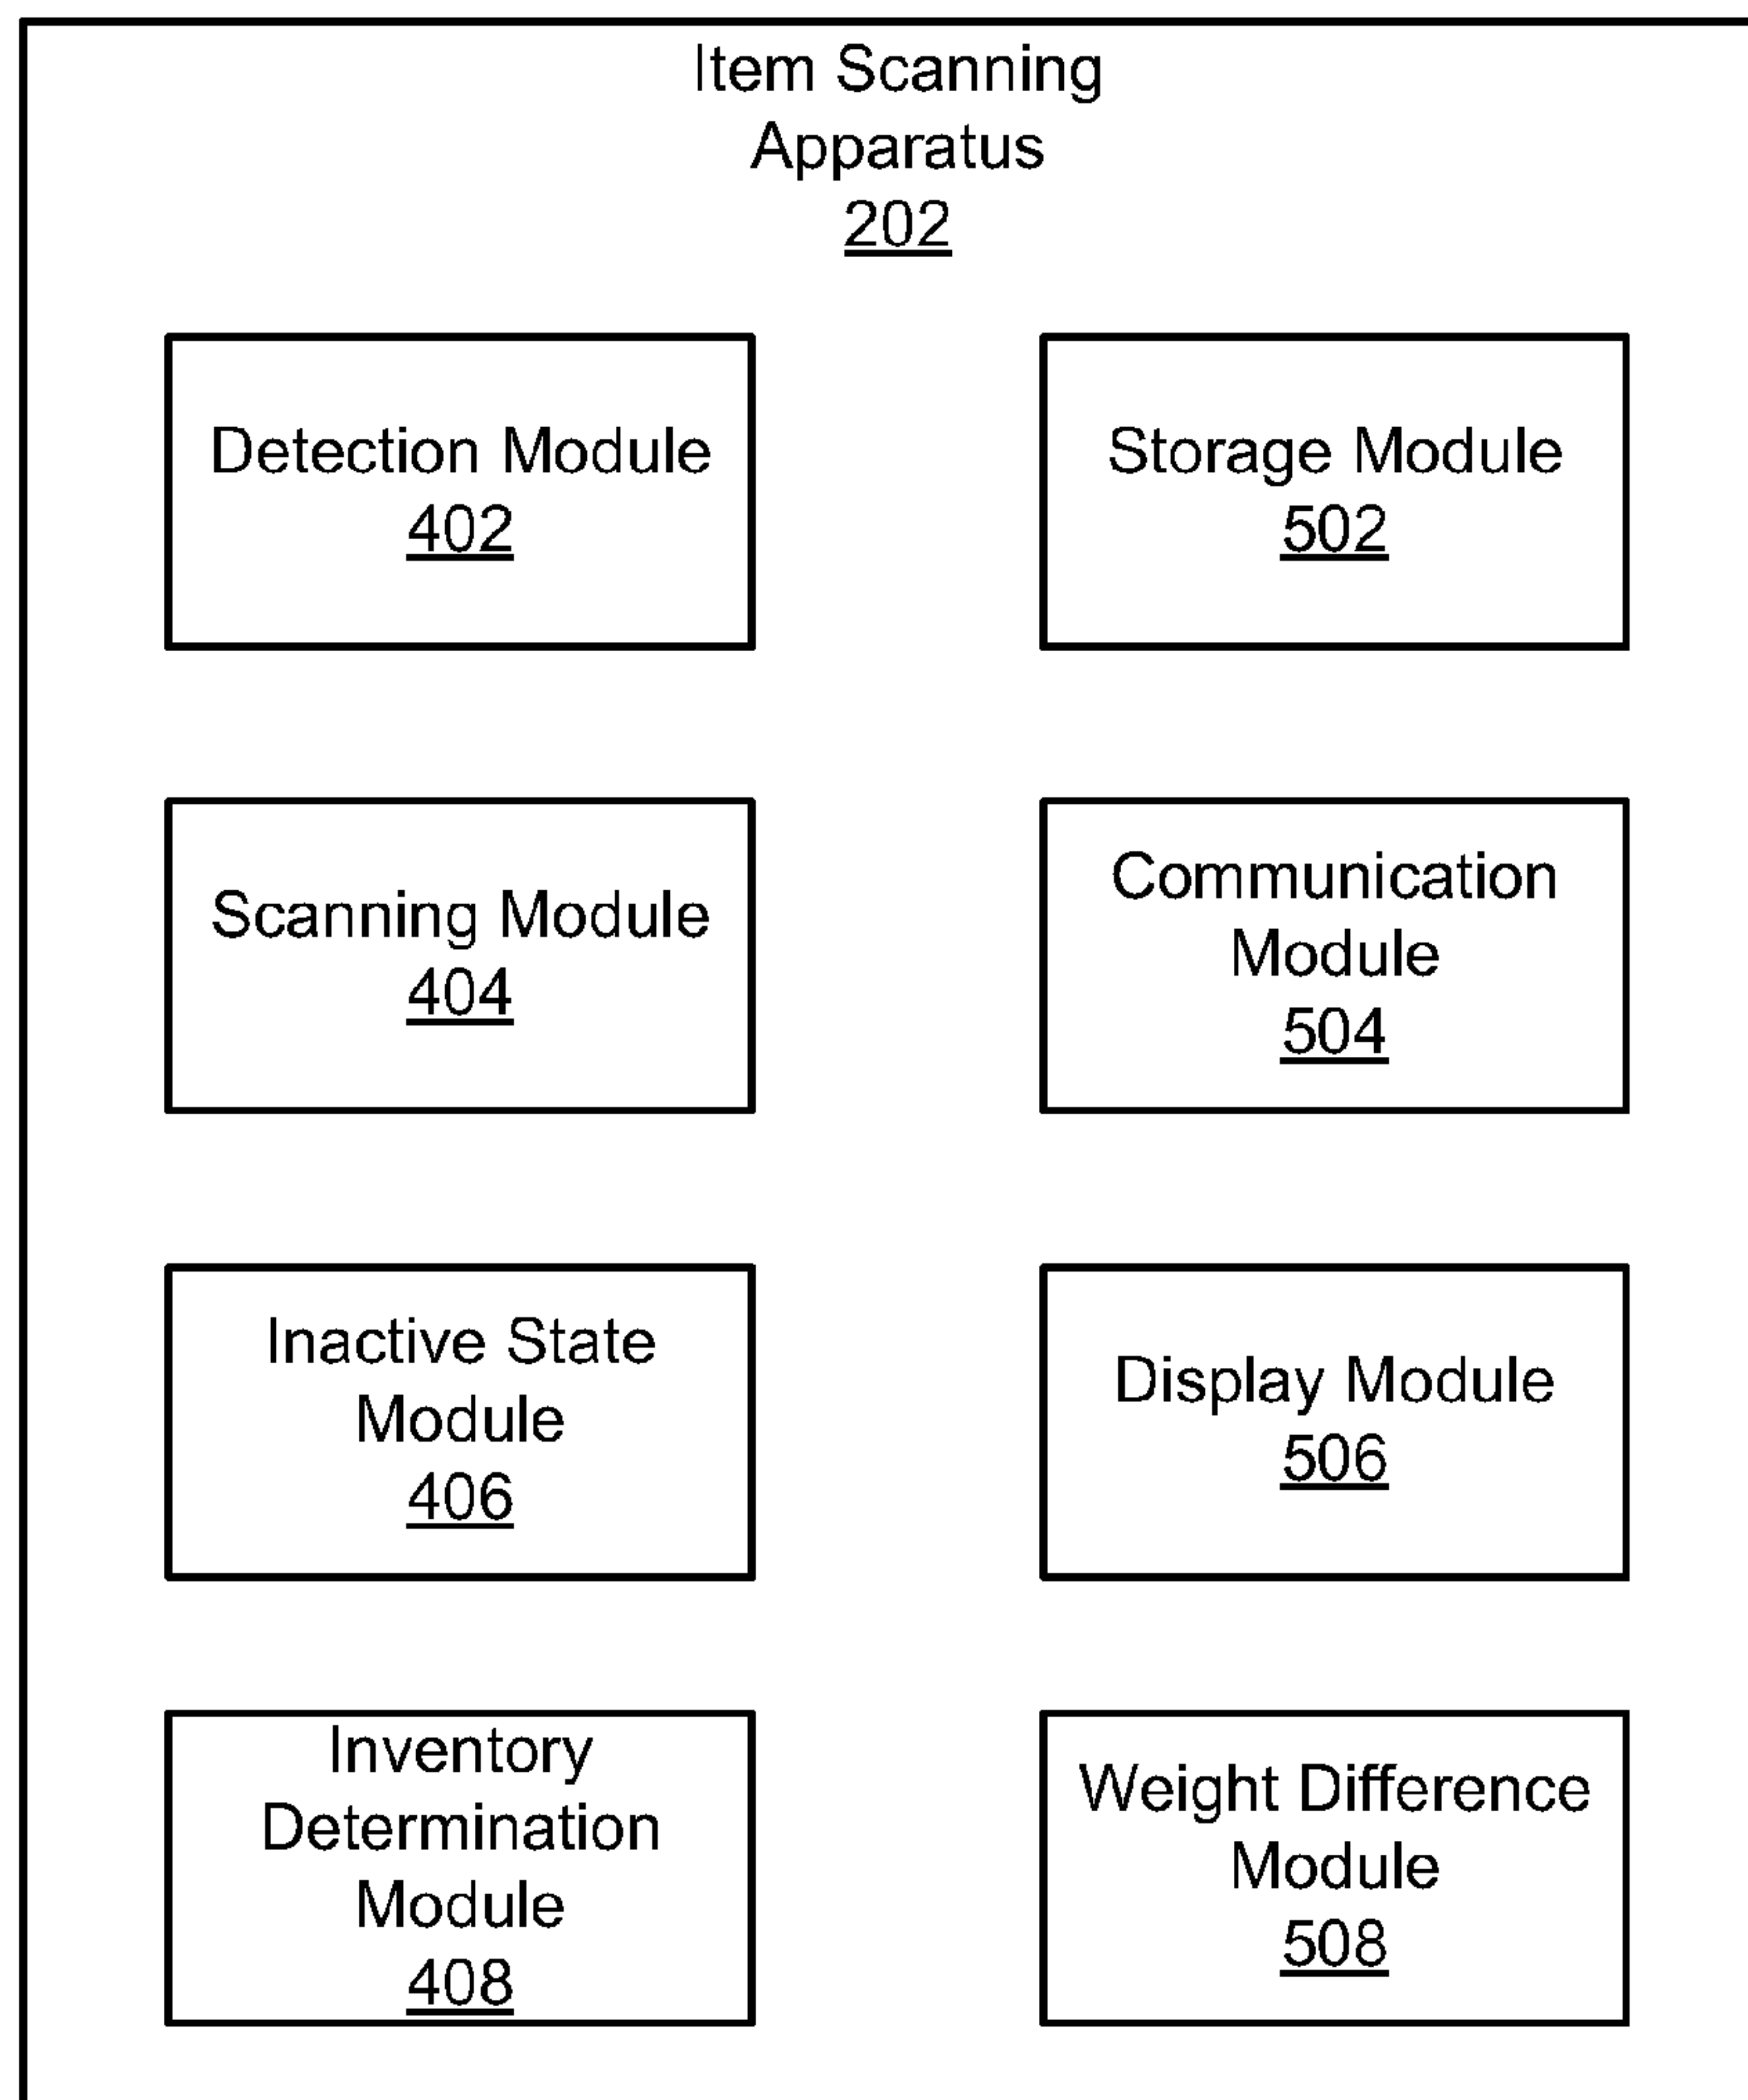 Item Scanning
Apparatus
202
Detection Module
402
Storage Module
502
Scanning Module
404
Communication
Module
504
Inactive State
Module
406
Display Module
506
Inventory
Determination
Module
408
Weight Difference
Module
508